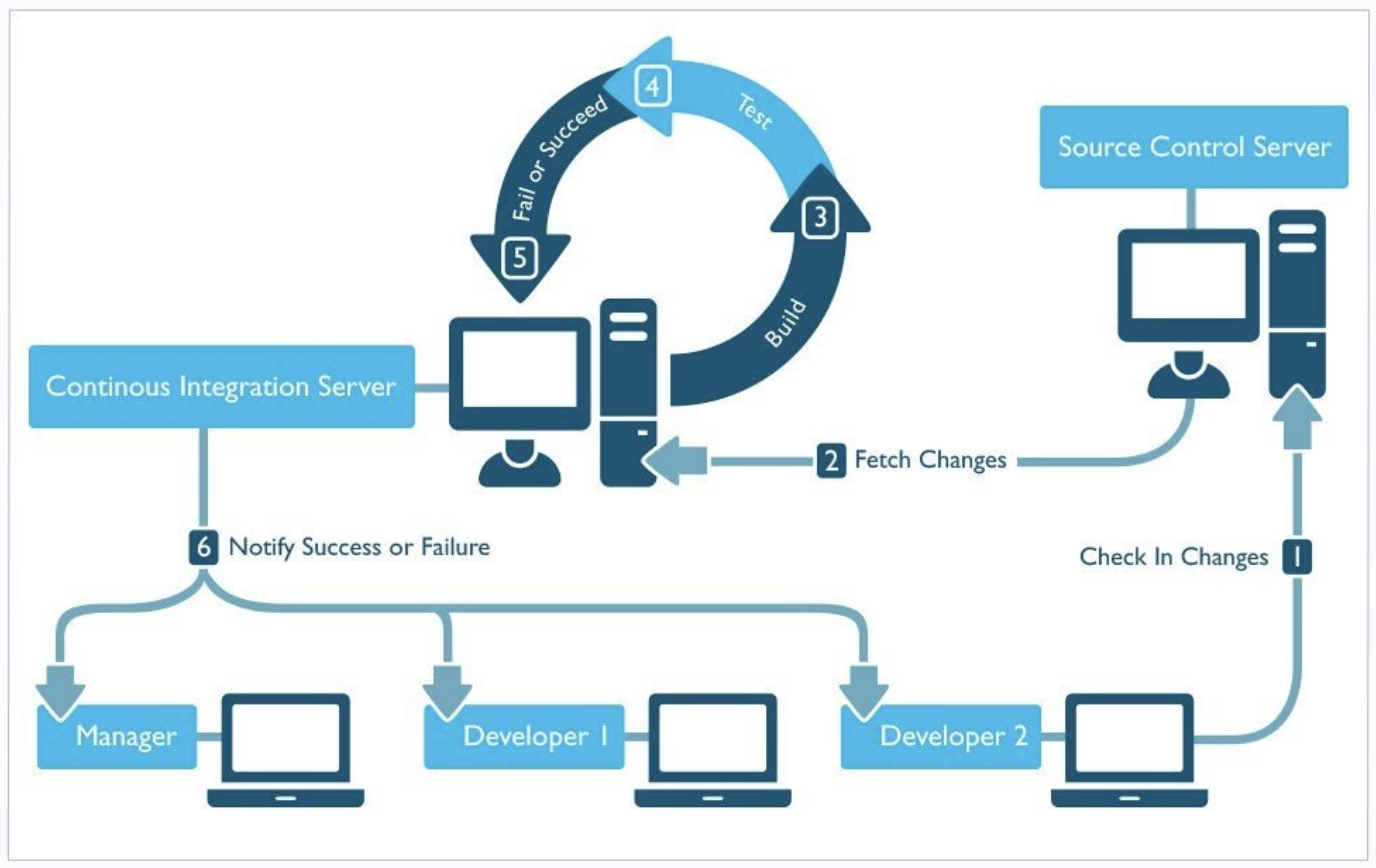 4
Test
Fail or Succeed
3
5
Build
Source Control Server
Continous Integration Server
2 Fetch Changes
6 Notify Success or Failure
Check In Changes 1
Manager
Developer 1
Developer 2